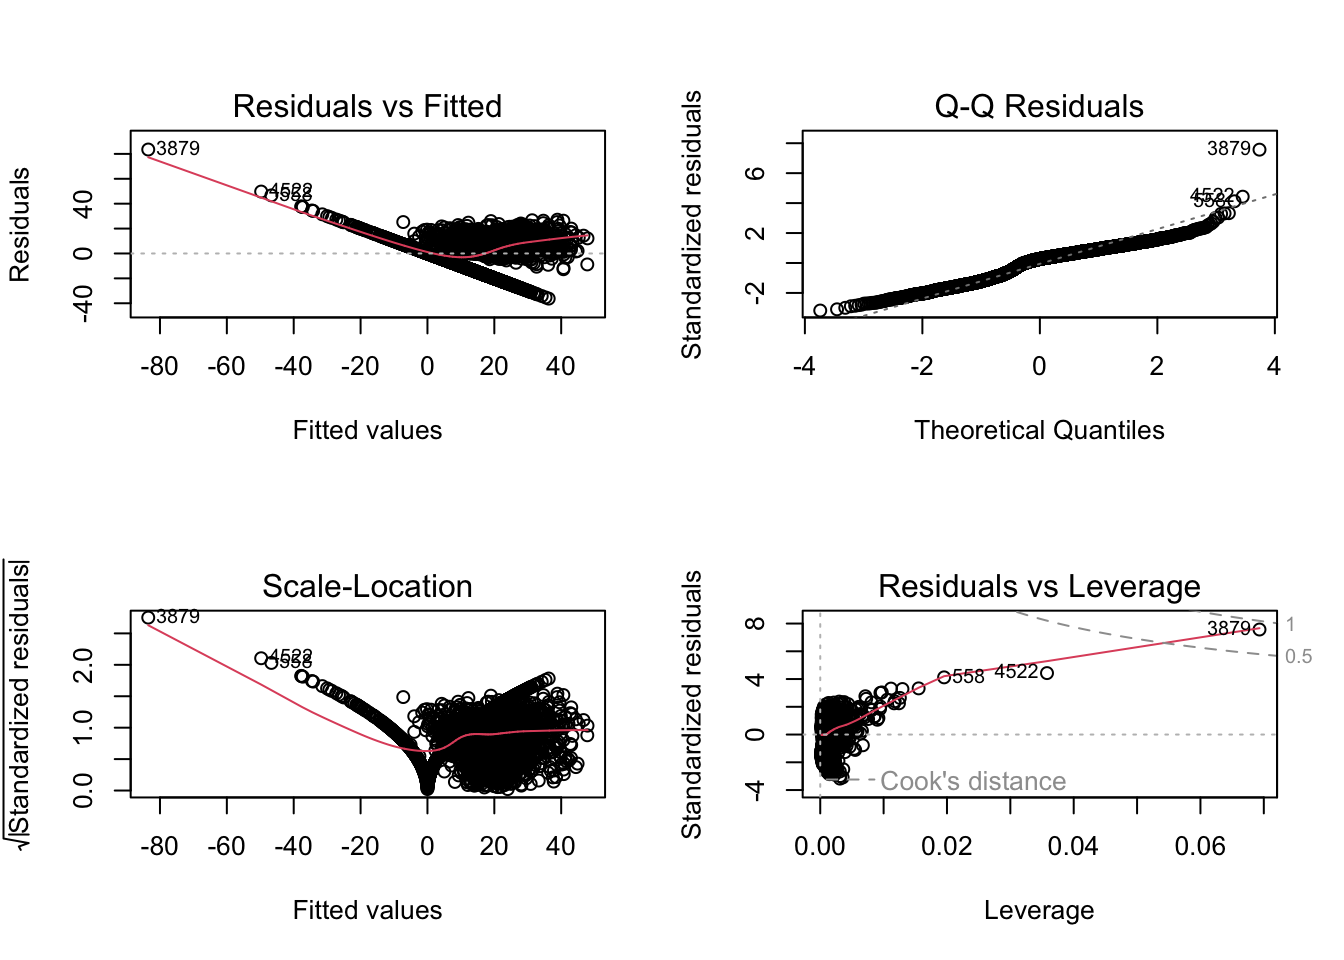 Residuals vs Fitted
Residuals
40
0
-40
3879
4522
558
-80 -60 -40 -20 0 20 40
Fitted values
Q-Q Residuals
Standardized residuals
6
2
-2
3879
4522
558
-4 -2 0 2 4
Theoretical Quantiles
Scale-Location
√|Standardized residuals|
2.0
1.0
0.0
3879
4522
558
-80 -60 -40 -20 0 20 40
Fitted values
Residuals vs Leverage
Standardized residuals
8
4
0
-4
3879
558 4522
1
0.5
Cook's distance
0.00 0.02 0.04 0.06
Leverage